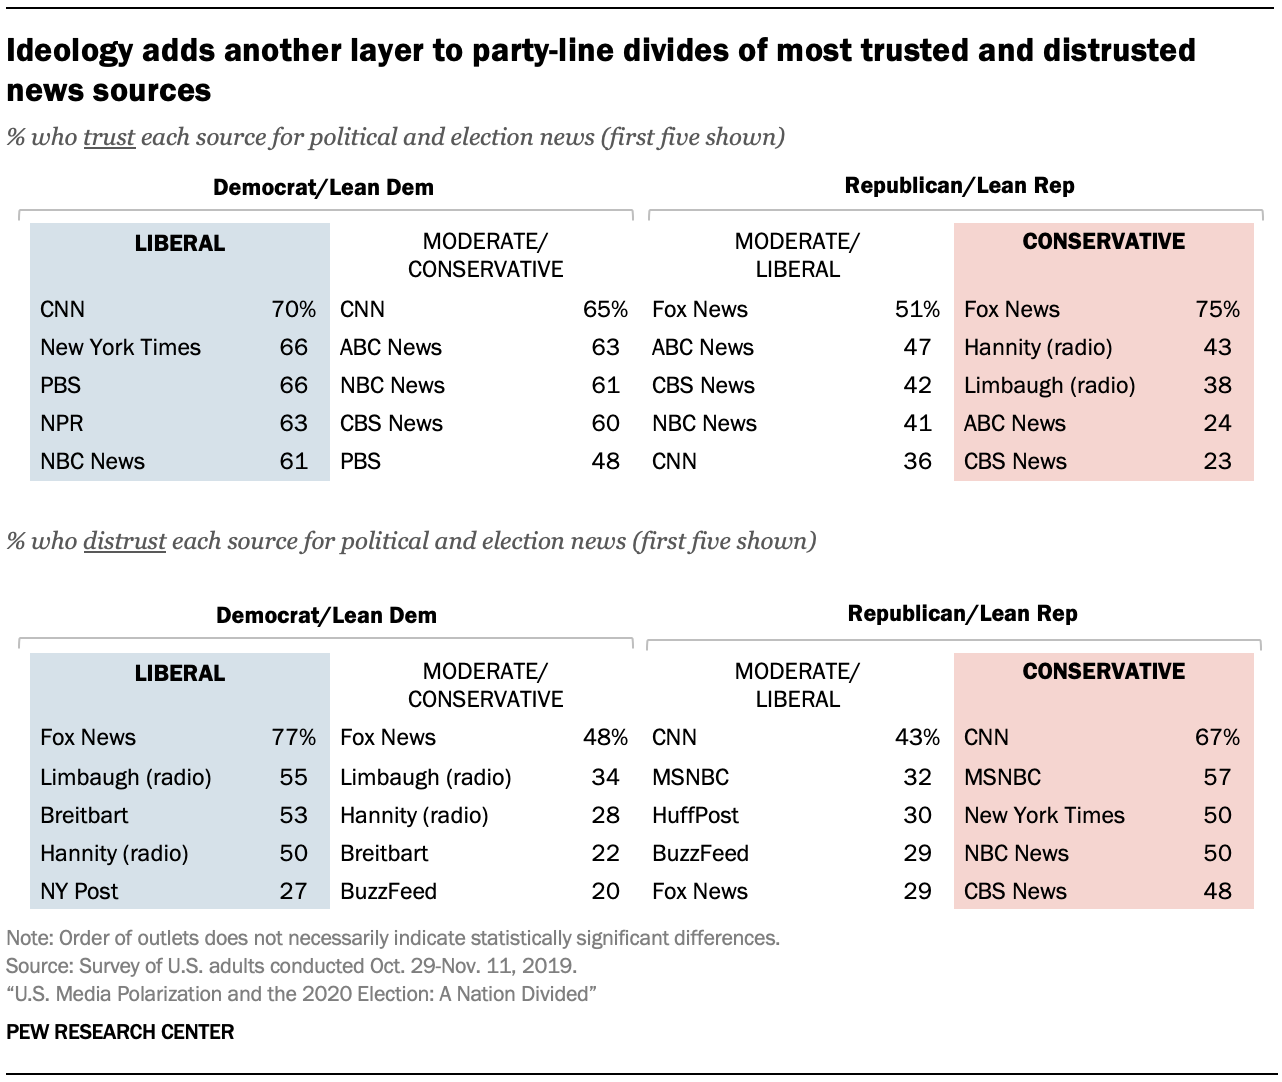 Ideology adds another layer to party-line divides of most trusted and distrusted
news sources
% who trust each source for political and election news (first five shown)
Democrat/Lean Dem
Republican/Lean Rep
LIBERAL
MODERATE/
CONSERVATIVE
MODERATE/
LIBERAL
CONSERVATIVE
CNN 70% CNN 65% Fox News 51% Fox News 75%
New York Times 66 ABC News 63 ABC News 47 Hannity (radio) 43
PBS 66 NBC News 61 CBS News 42 Limbaugh (radio) 38
NPR 63 CBS News 60 NBC News 41 ABC News 24
NBC News 61 PBS 48 CNN 36 CBS News 23
% who distrust each source for political and election news (first five shown)
Democrat/Lean Dem
Republican/Lean Rep
LIBERAL
MODERATE/
CONSERVATIVE
MODERATE/
LIBERAL
CONSERVATIVE
Fox News 77% Fox News 48% CNN 43% CNN 67%
Limbaugh (radio) 55 Limbaugh (radio) 34 MSNBC 32 MSNBC 57
Breitbart 53 Hannity (radio) 28 HuffPost 30 New York Times 50
Hannity (radio) 50 Breitbart 22 BuzzFeed 29 NBC News 50
NY Post 27 BuzzFeed 20 Fox News 29 CBS News 48
Note: Order of outlets does not necessarily indicate statistically significant differences.
Source: Survey of U.S. adults conducted Oct. 29-Nov. 11, 2019.
“U.S. Media Polarization and the 2020 Election: A Nation Divided”
PEW RESEARCH CENTER